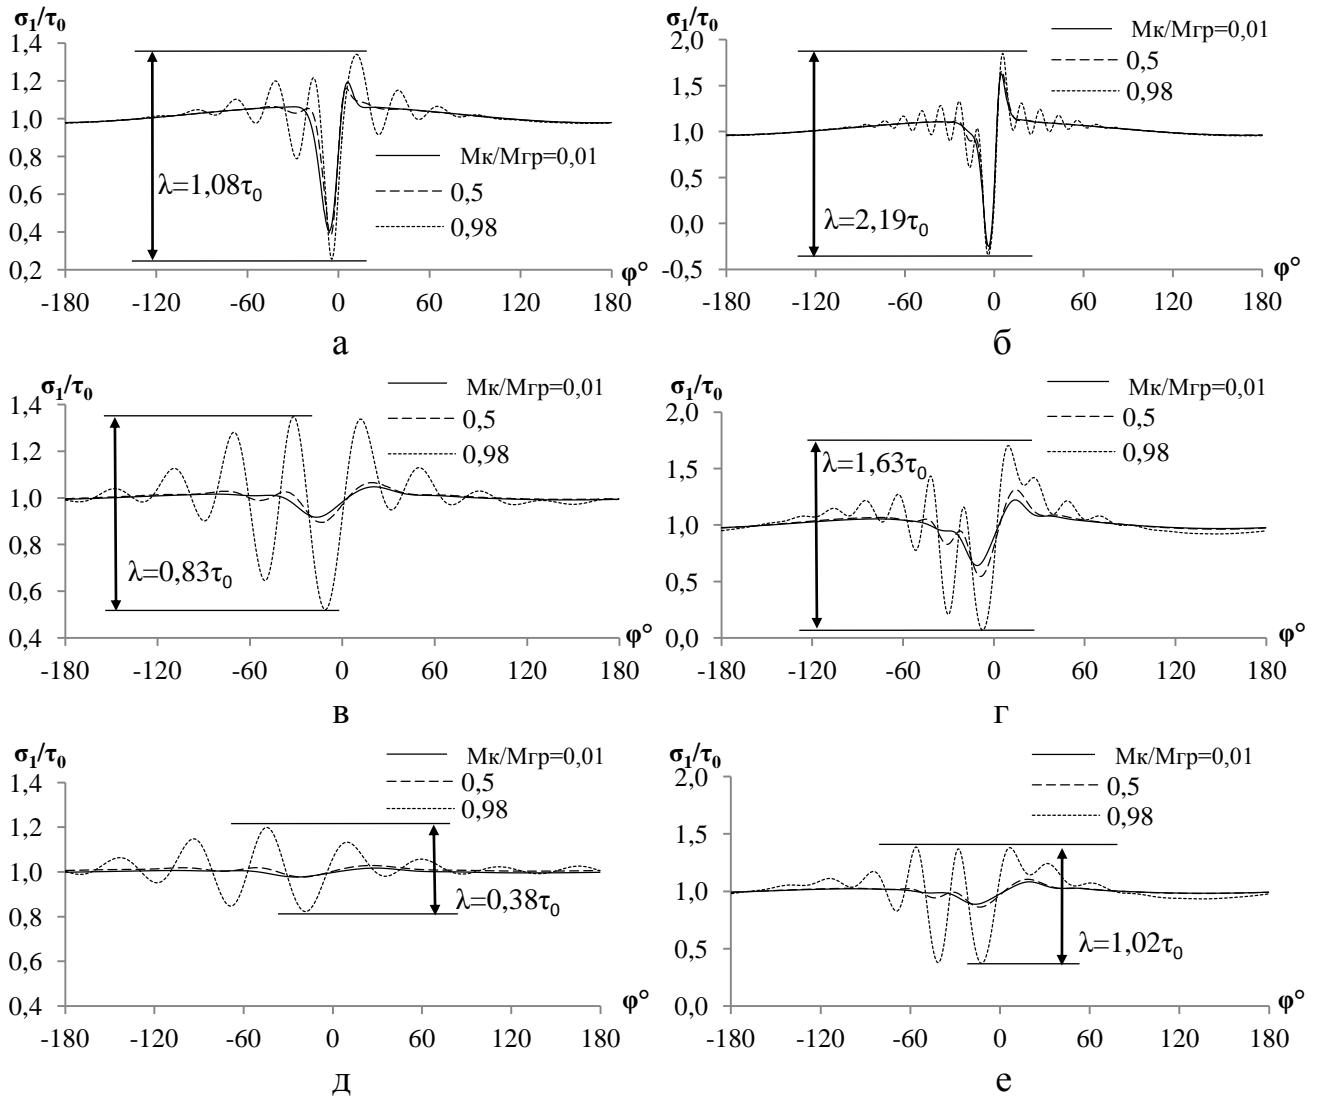 σ₁/τ₀
1,4
1,2
1,0
0,8
0,6
0,4
0,2
-180 -120 -60 0 60 120 180
φ°
λ=1,08τ₀
Мк/Мгр=0,01
0,5
0,98
а
σ₁/τ₀
2,0
1,5
1,0
0,5
0,0
-0,5
-180 -120 -60 0 60 120 180
φ°
λ=2,19τ₀
Мк/Мгр=0,01
0,5
0,98
б
σ₁/τ₀
1,4
1,2
1,0
0,8
0,6
0,4
-180 -120 -60 0 60 120 180
φ°
λ=0,83τ₀
Мк/Мгр=0,01
0,5
0,98
в
σ₁/τ₀
2,0
1,5
1,0
0,5
0,0
-180 -120 -60 0 60 120 180
φ°
λ=1,63τ₀
Мк/Мгр=0,01
0,5
0,98
г
σ₁/τ₀
1,4
1,2
1,0
0,8
0,6
0,4
-180 -120 -60 0 60 120 180
φ°
λ=0,38τ₀
Мк/Мгр=0,01
0,5
0,98
д
σ₁/τ₀
2,0
1,5
1,0
0,5
0,0
-180 -120 -60 0 60 120 180
φ°
λ=1,02τ₀
Мк/Мгр=0,01
0,5
0,98
е